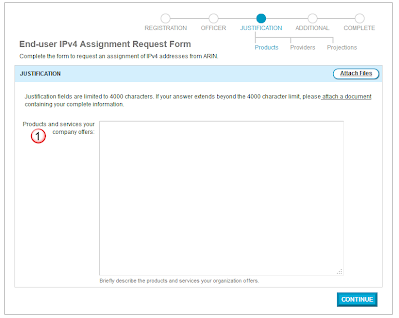 REGISTRATION OFFICER JUSTIFICATION ADDITIONAL COMPLETE
End-user IPv4 Assignment Request Form
Products Providers Projections
Complete the form to request an assignment of IPv4 addresses from ARIN.
JUSTIFICATION
Attach Files
Justification fields are limited to 4000 characters. If your answer extends beyond the 4000 character limit, please attach a document
containing your complete information.
Products and services your
company offers:
1
Briefly describe the products and services your organization offers.
CONTINUE